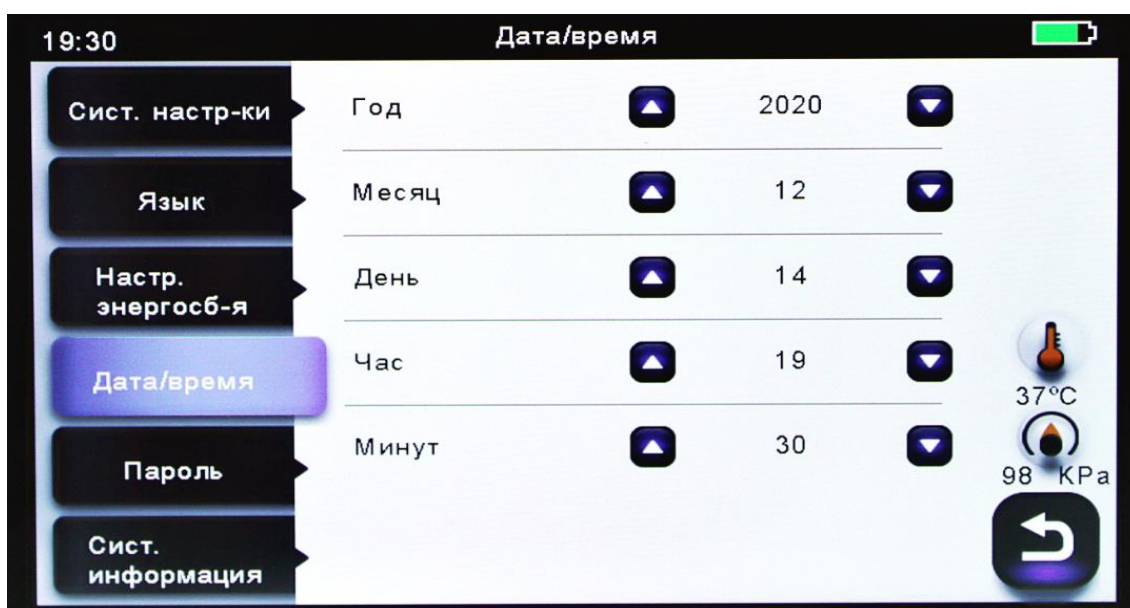 19:30
Дата/время
Сист. настр-ки
Язык
Настр.
энергосб-я
Дата/время
Пароль
Сист.
информация
Год
2020
Месяц
12
День
14
Час
19
Минут
30
37°C
98 KPa